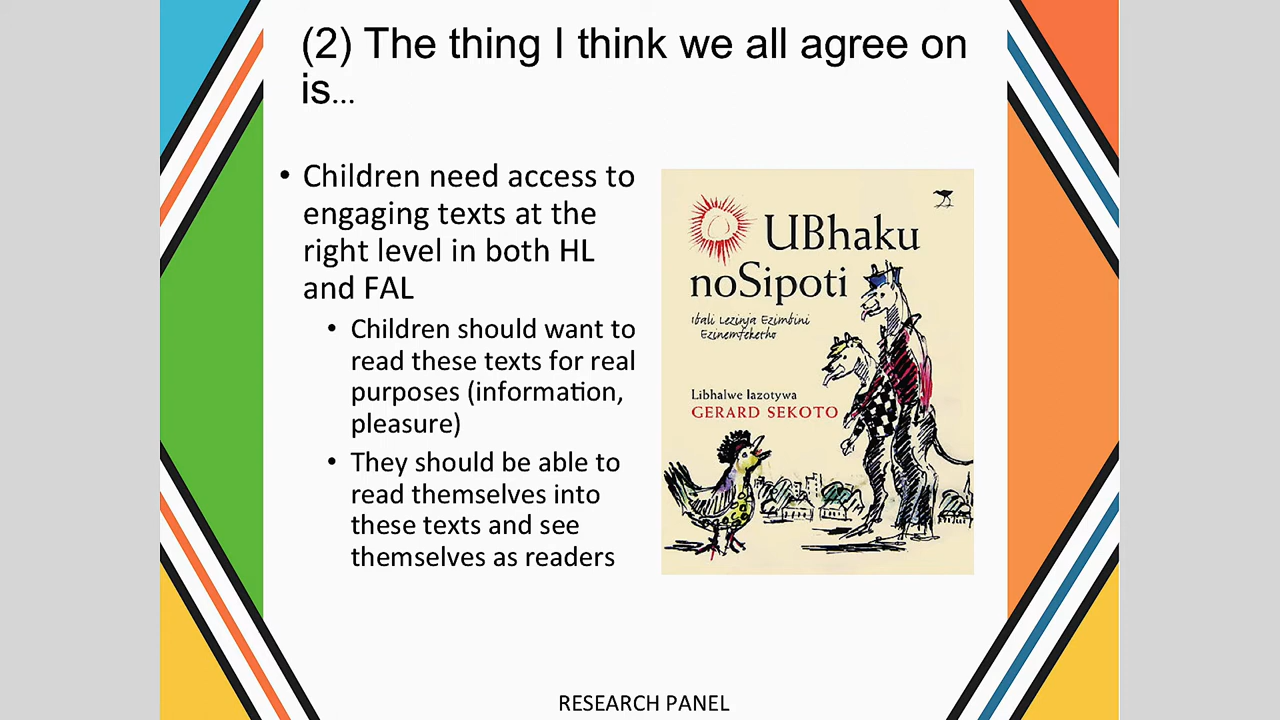 (2) The thing I think we all agree on
is...
• Children need access to
engaging texts at the
right level in both HL
and FAL
• Children should want to
read these texts for real
purposes (information,
pleasure)
• They should be able to
read themselves into
these texts and see
themselves as readers
UBhaku
noSipoti
Ibali Lezinja Ezimbini
Ezinemfeketho
Libhalwe lazotywa
GERARD SEKOTO
RESEARCH PANEL